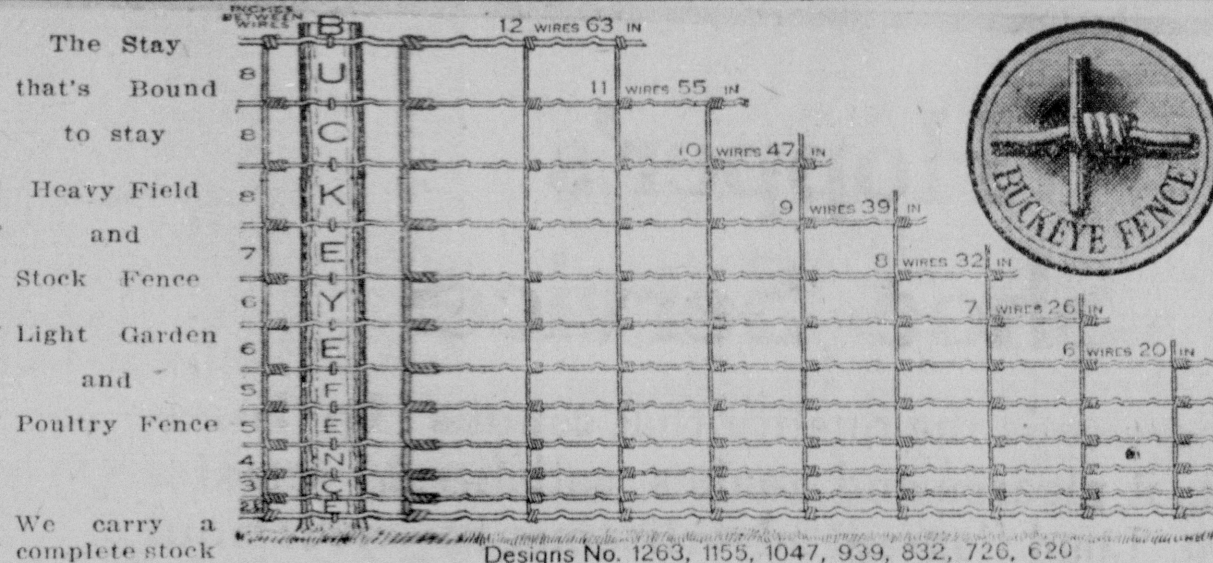 The Stay
that's Bound
to stay
Heavy Field
and
Stock Fence
Light Garden
and
Poultry Fence
We carry a
complete stock
INCHES
BETWEEN
WIRES
8
8
8
7
6
6
5
5
4
3
2½
BUCKEYE FENCE
12 WIRES 63 IN
11 WIRES 55 IN
10 WIRES 47 IN
9 WIRES 39 IN
8 WIRES 32 IN
7 WIRES 26 IN
6 WIRES 20 IN
BUCKEYE FENCE
Designs No. 1263, 1155, 1047, 939, 832, 726, 620